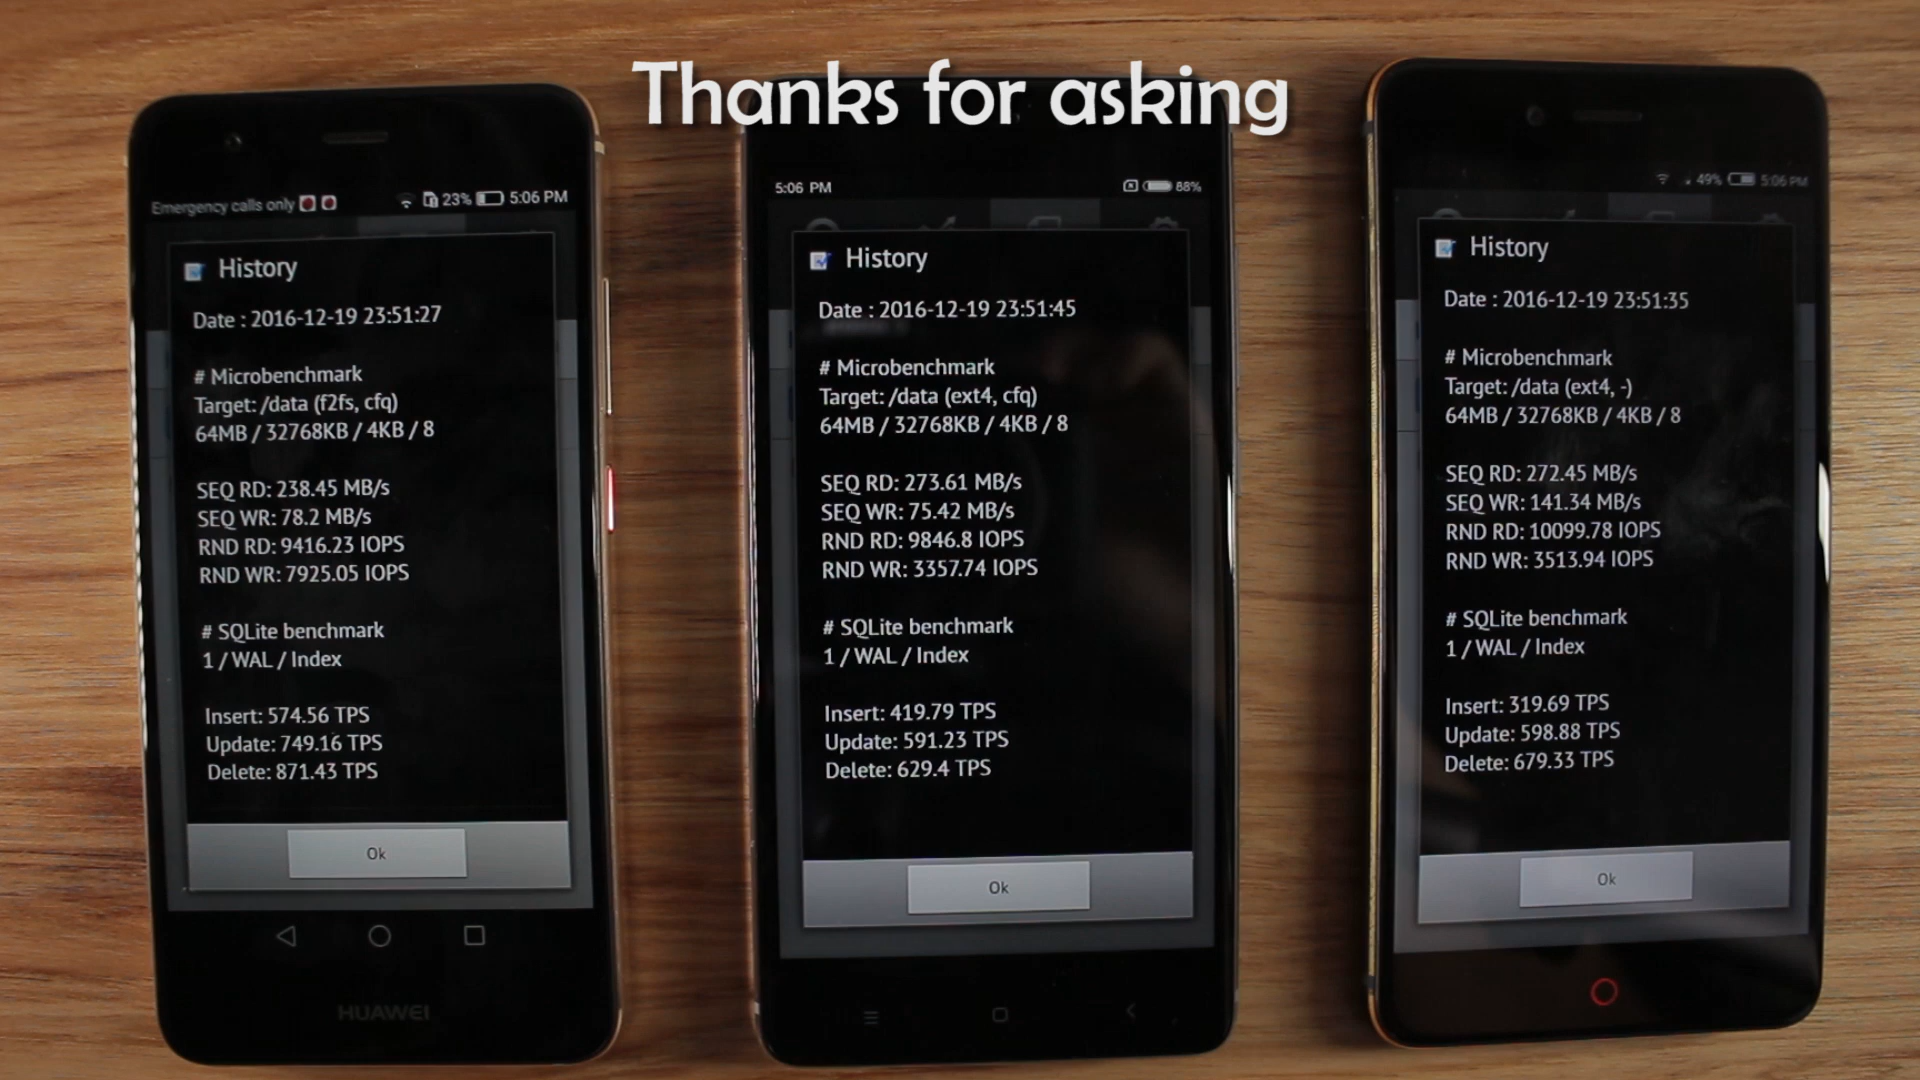 Thanks for asking
Emergency calls only 23% 5:06 PM
History
Date : 2016-12-19 23:51:27
# Microbenchmark
Target: /data (f2fs, cfq)
64MB / 32768KB / 4KB / 8
SEQ RD: 238.45 MB/s
SEQ WR: 78.2 MB/s
RND RD: 9416.23 IOPS
RND WR: 7925.05 IOPS
# SQLite benchmark
1 / WAL / Index
Insert: 574.56 TPS
Update: 749.16 TPS
Delete: 871.43 TPS
Ok
HUAWEI
5:06 PM 88%
History
Date : 2016-12-19 23:51:45
# Microbenchmark
Target: /data (ext4, cfq)
64MB / 32768KB / 4KB / 8
SEQ RD: 273.61 MB/s
SEQ WR: 75.42 MB/s
RND RD: 9846.8 IOPS
RND WR: 3357.74 IOPS
# SQLite benchmark
1 / WAL / Index
Insert: 419.79 TPS
Update: 591.23 TPS
Delete: 629.4 TPS
Ok
49% 5:06 PM
History
Date : 2016-12-19 23:51:35
# Microbenchmark
Target: /data (ext4, -)
64MB / 32768KB / 4KB / 8
SEQ RD: 272.45 MB/s
SEQ WR: 141.34 MB/s
RND RD: 10099.78 IOPS
RND WR: 3513.94 IOPS
# SQLite benchmark
1 / WAL / Index
Insert: 319.69 TPS
Update: 598.88 TPS
Delete: 679.33 TPS
Ok